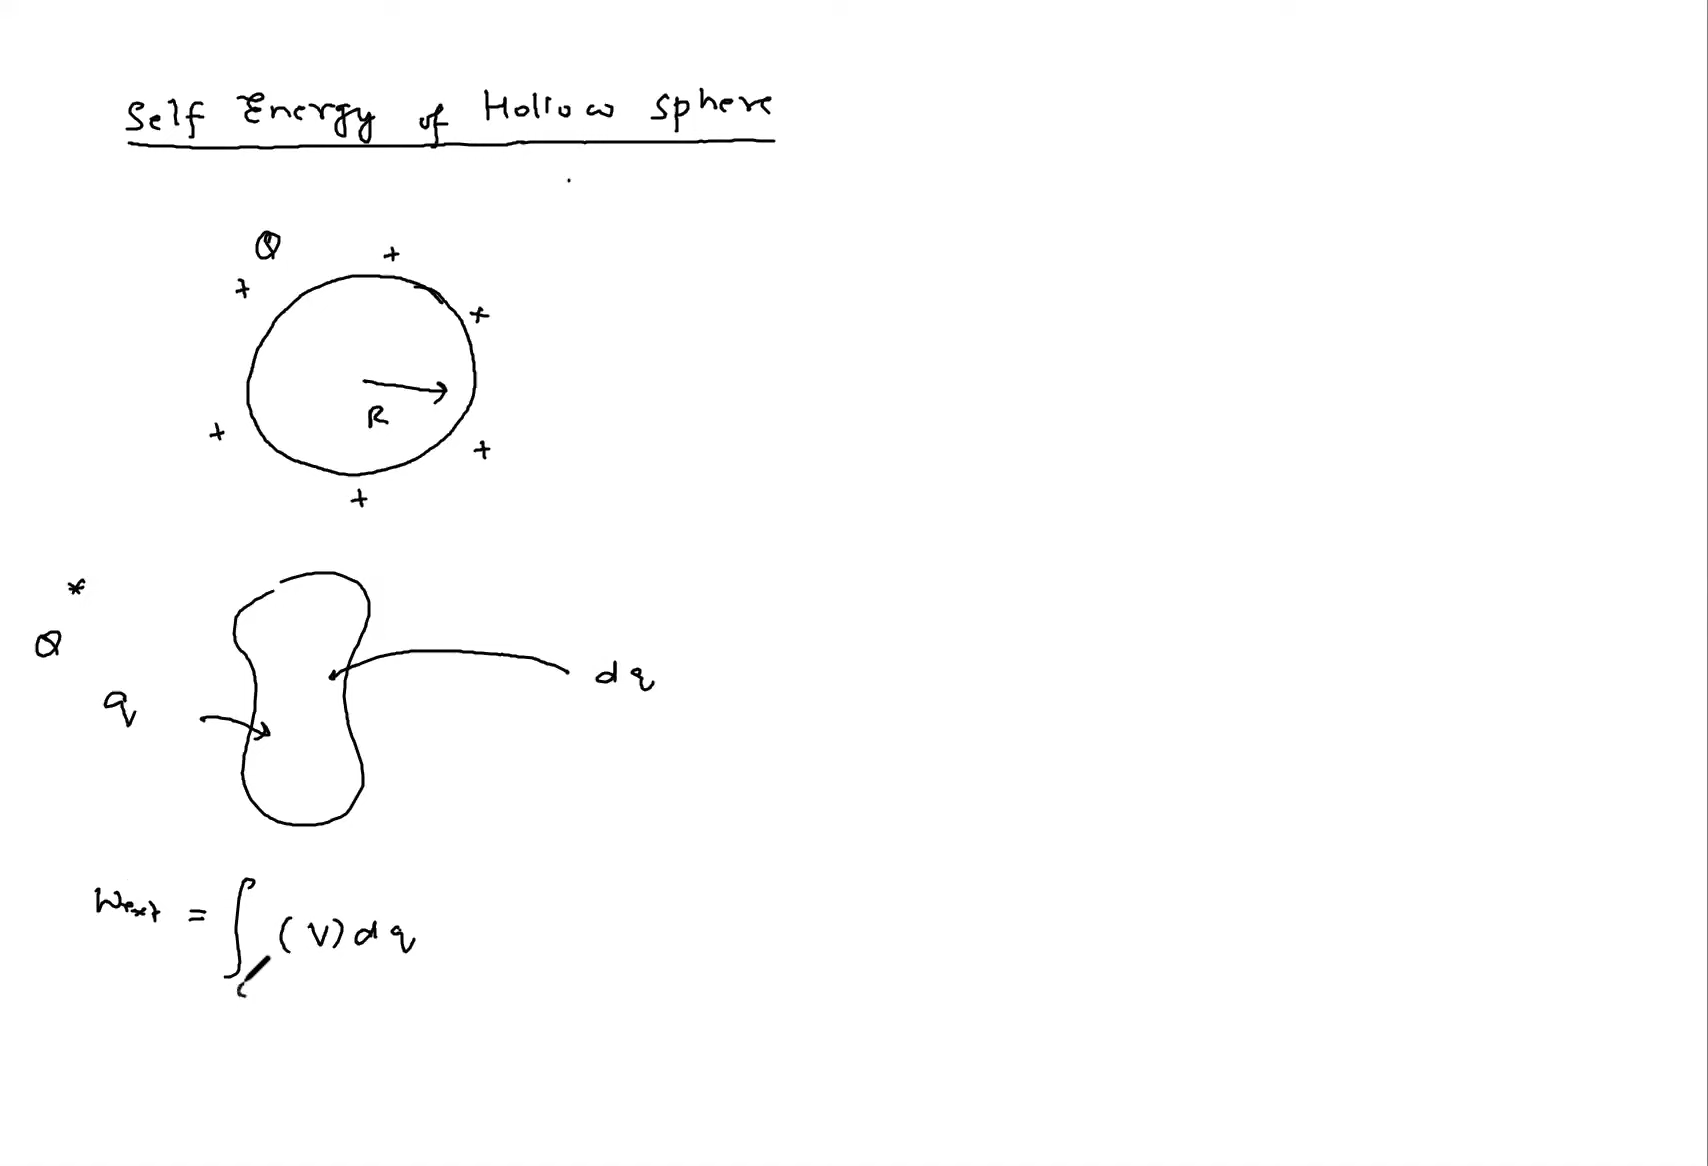 Self Energy of Hollow Sphere
Q
+
+
+
R
+
+
+
*
Q
dq
q
Wext = ∫ (V) dq